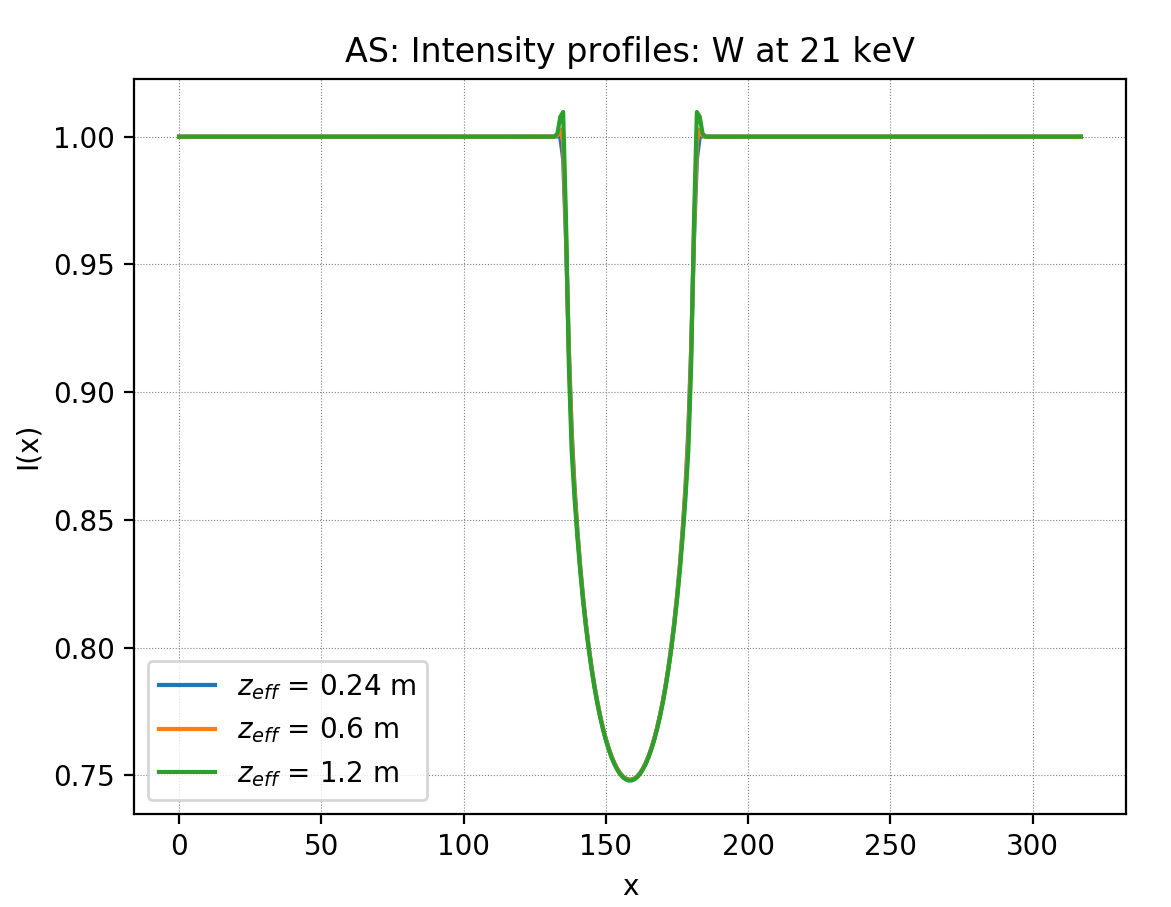 AS: Intensity profiles: W at 21 keV
1.00
0.95
0.90
0.85
0.80
0.75
I(x)
z_eff = 0.24 m
z_eff = 0.6 m
z_eff = 1.2 m
0 50 100 150 200 250 300
x